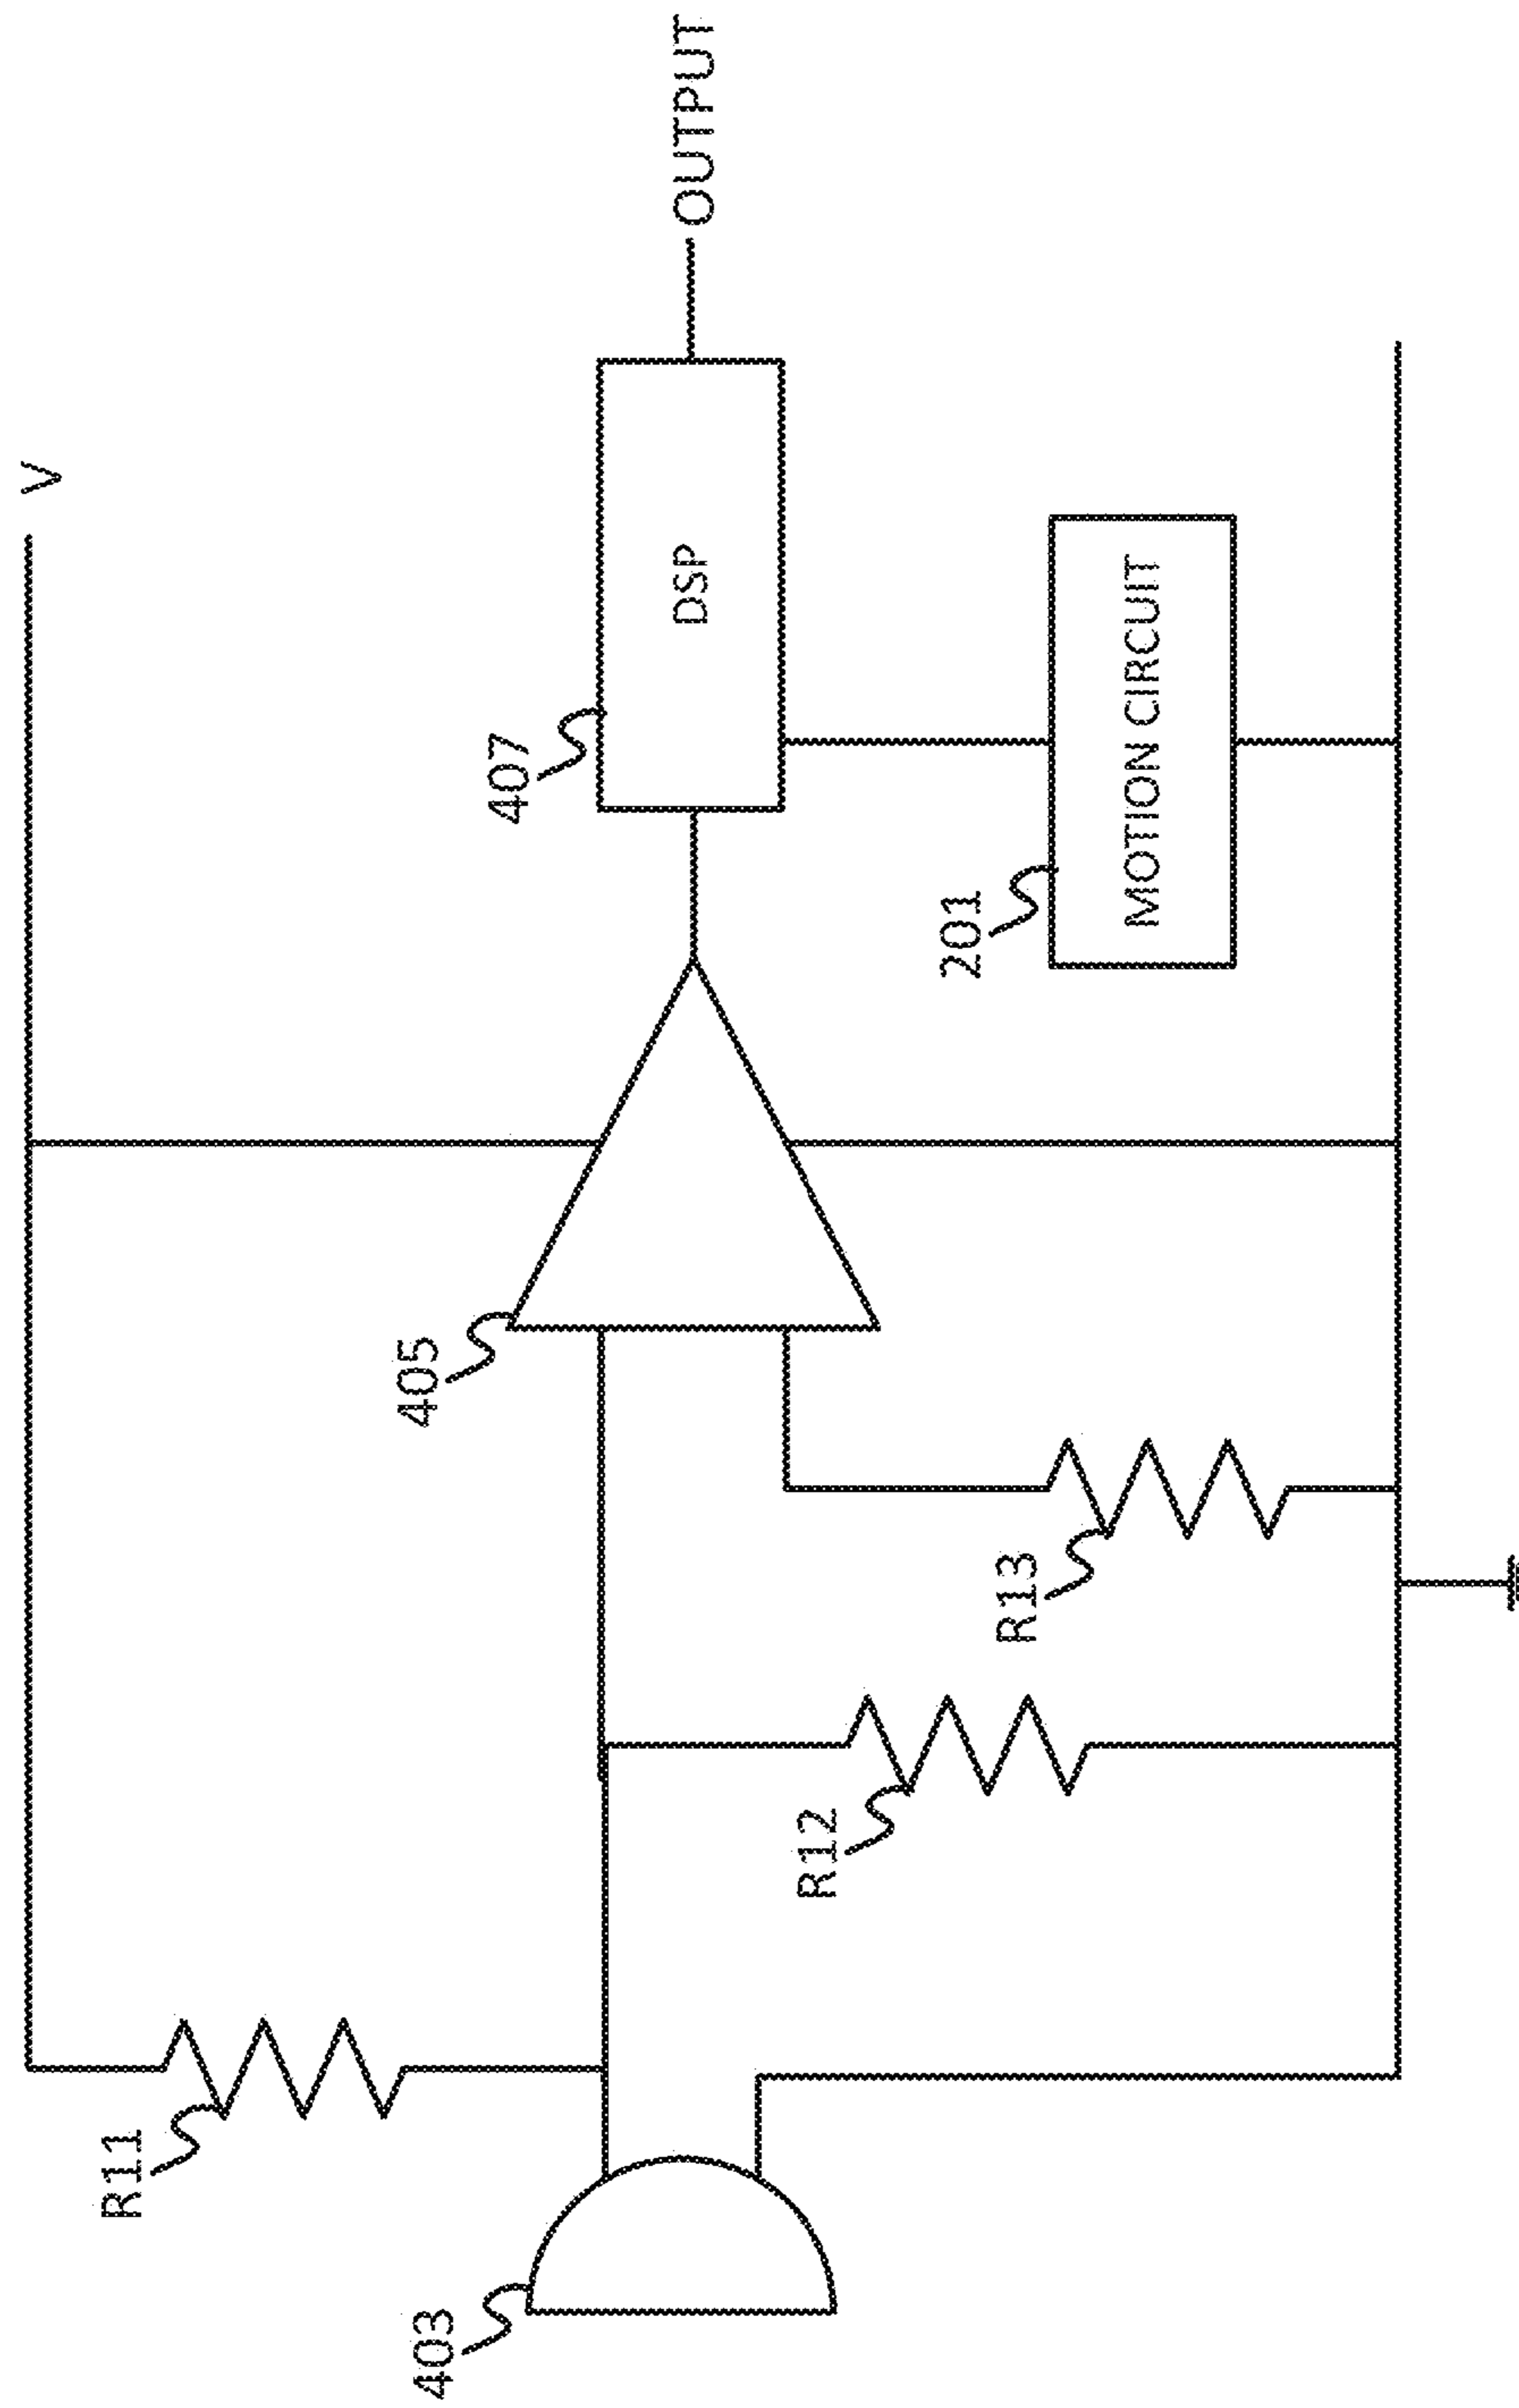 V
R11
405
407
OUTPUT
403
DSP
R12
R13
201
MOTION CIRCUIT